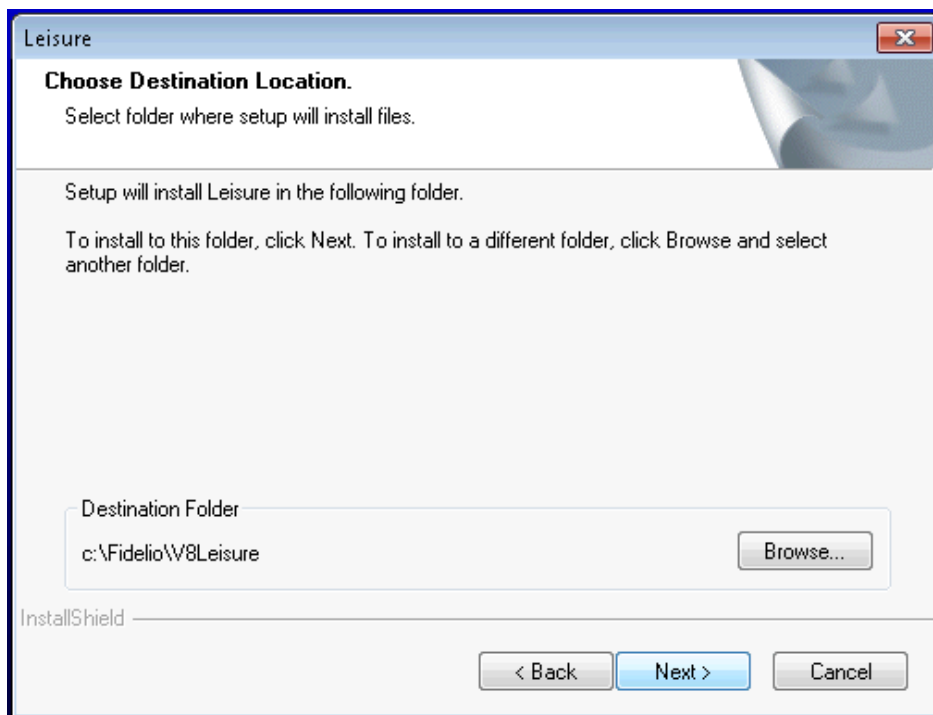 Leisure
Choose Destination Location.
Select folder where setup will install files.
Setup will install Leisure in the following folder.
To install to this folder, click Next. To install to a different folder, click Browse and select
another folder.
Destination Folder
c:\Fidelio\V8Leisure
Browse...
InstallShield
< Back
Next >
Cancel